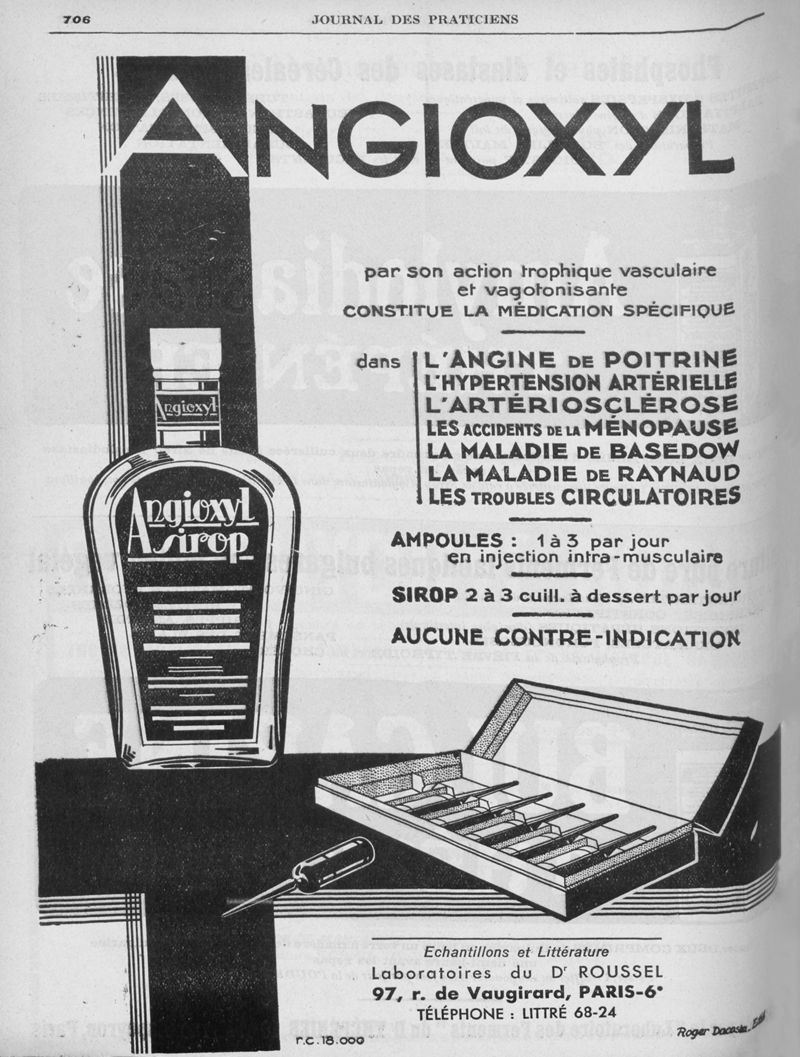 706
JOURNAL DES PRATICIENS
ANGIOXYL
par son action trophique vasculaire
et vagotonisante
CONSTITUE LA MÉDICATION SPÉCIFIQUE
dans
L'ANGINE DE POITRINE
L'HYPERTENSION ARTÉRIELLE
L'ARTÉRIOSCLÉROSE
LES ACCIDENTS DE LA MÉNOPAUSE
LA MALADIE DE BASEDOW
LA MALADIE DE RAYNAUD
LES TROUBLES CIRCULATOIRES
Angioxyl
Angioxyl
sirop
AMPOULES : 1 à 3 par jour
en injection intra-musculaire
SIROP 2 à 3 cuill. à dessert par jour
AUCUNE CONTRE-INDICATION
Echantillons et Littérature
Laboratoires du Dr ROUSSEL
97, r. de Vaugirard, PARIS-6e
TÉLÉPHONE : LITTRÉ 68-24
r.c. 18.000
Roger Dacosta.